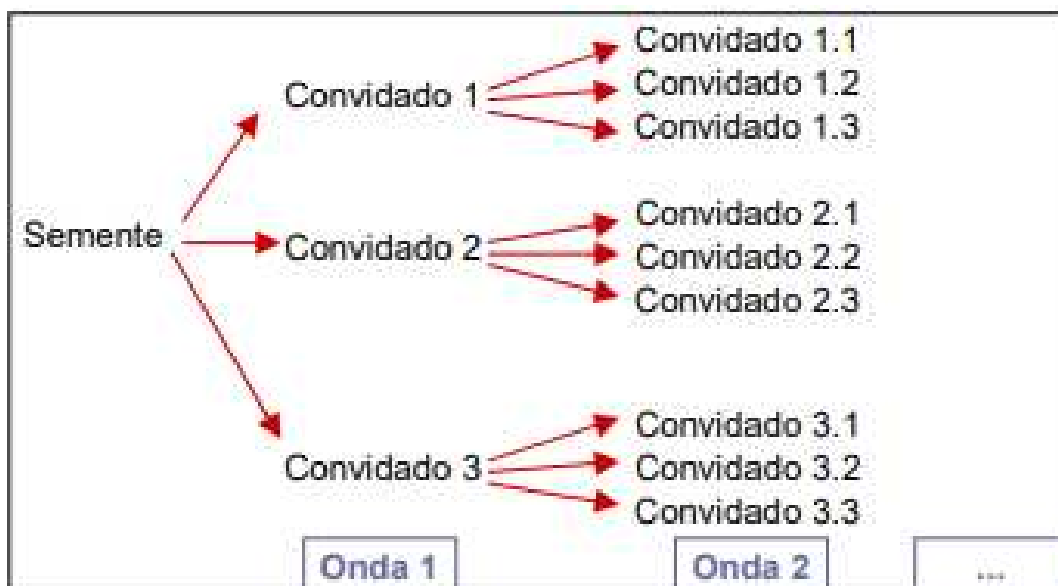 Convidado 1.1
Convidado 1
Convidado 1.2
Convidado 1.3
Semente
Convidado 2
Convidado 2.1
Convidado 2.2
Convidado 2.3
Convidado 3
Convidado 3.1
Convidado 3.2
Convidado 3.3
Onda 1
Onda 2
...